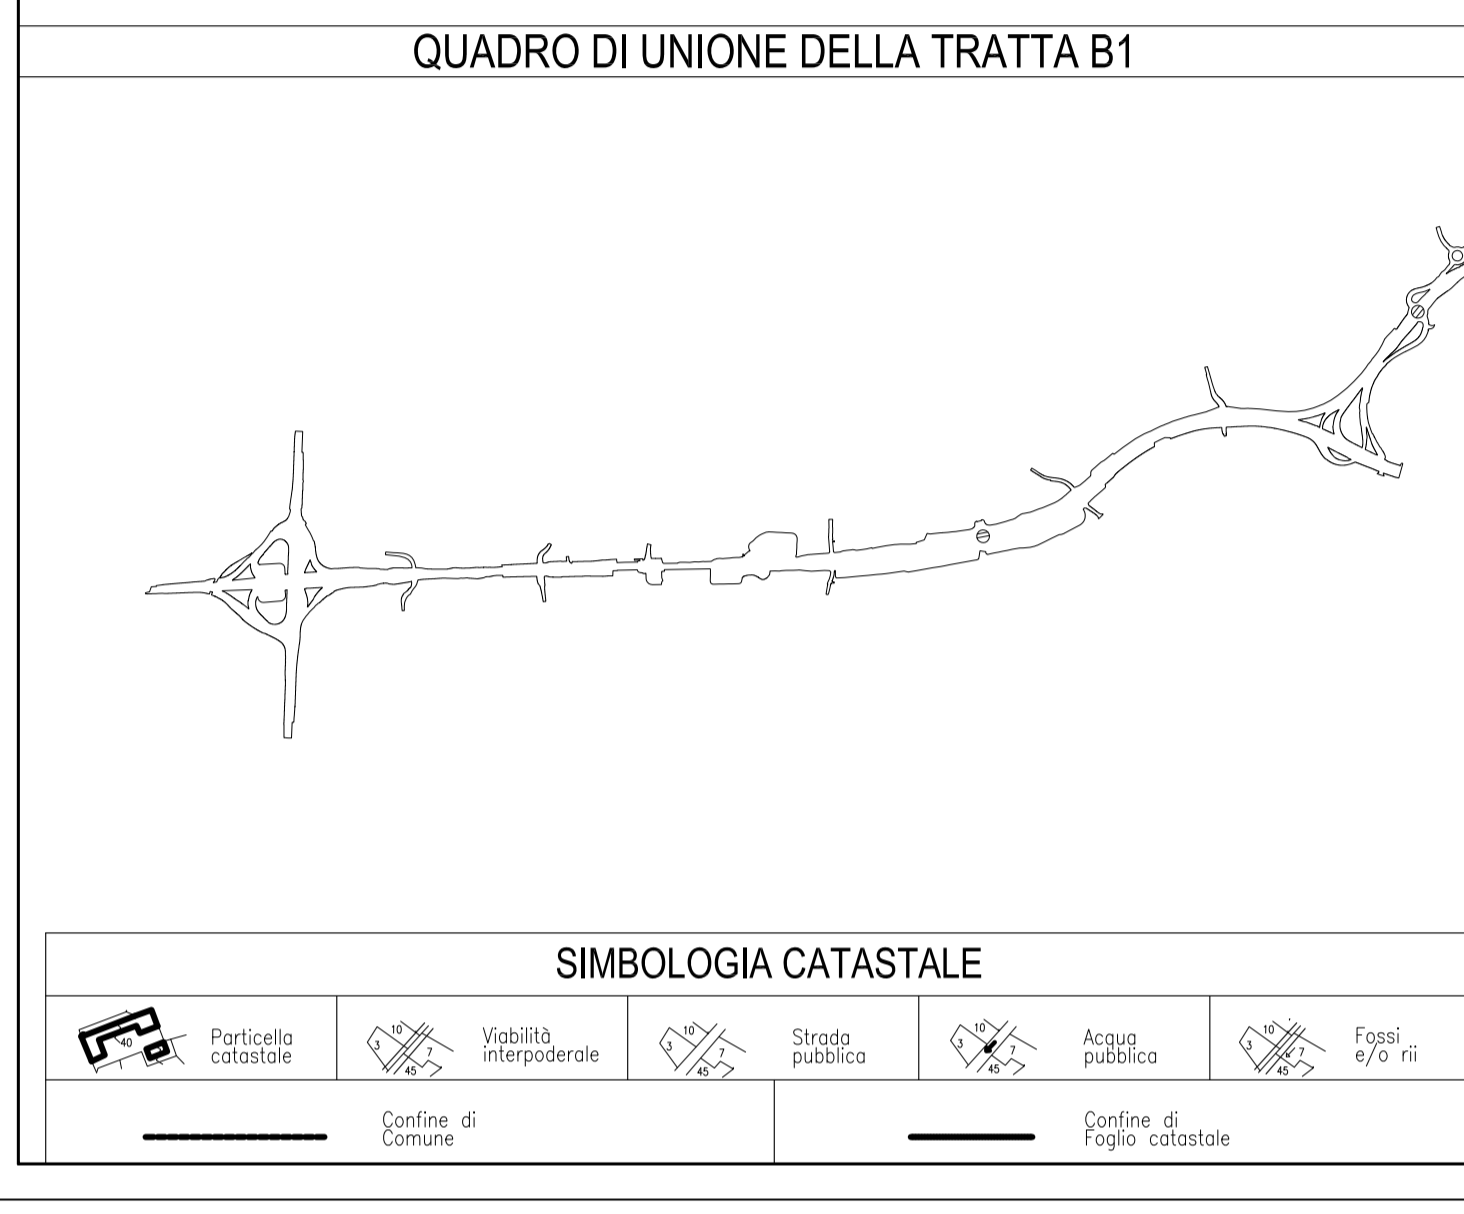 QUADRO DI UNIONE DELLA TRATTA B1
SIMBOLOGIA CATASTALE
40
Particella
catastale
10
3
7
45
Viabilità
interpoderale
10
3
7
45
Strada
pubblica
10
3
7
45
Acqua
pubblica
10
3
7
45
Fossi
e/o rii
Confine di
Comune
Confine di
Foglio catastale